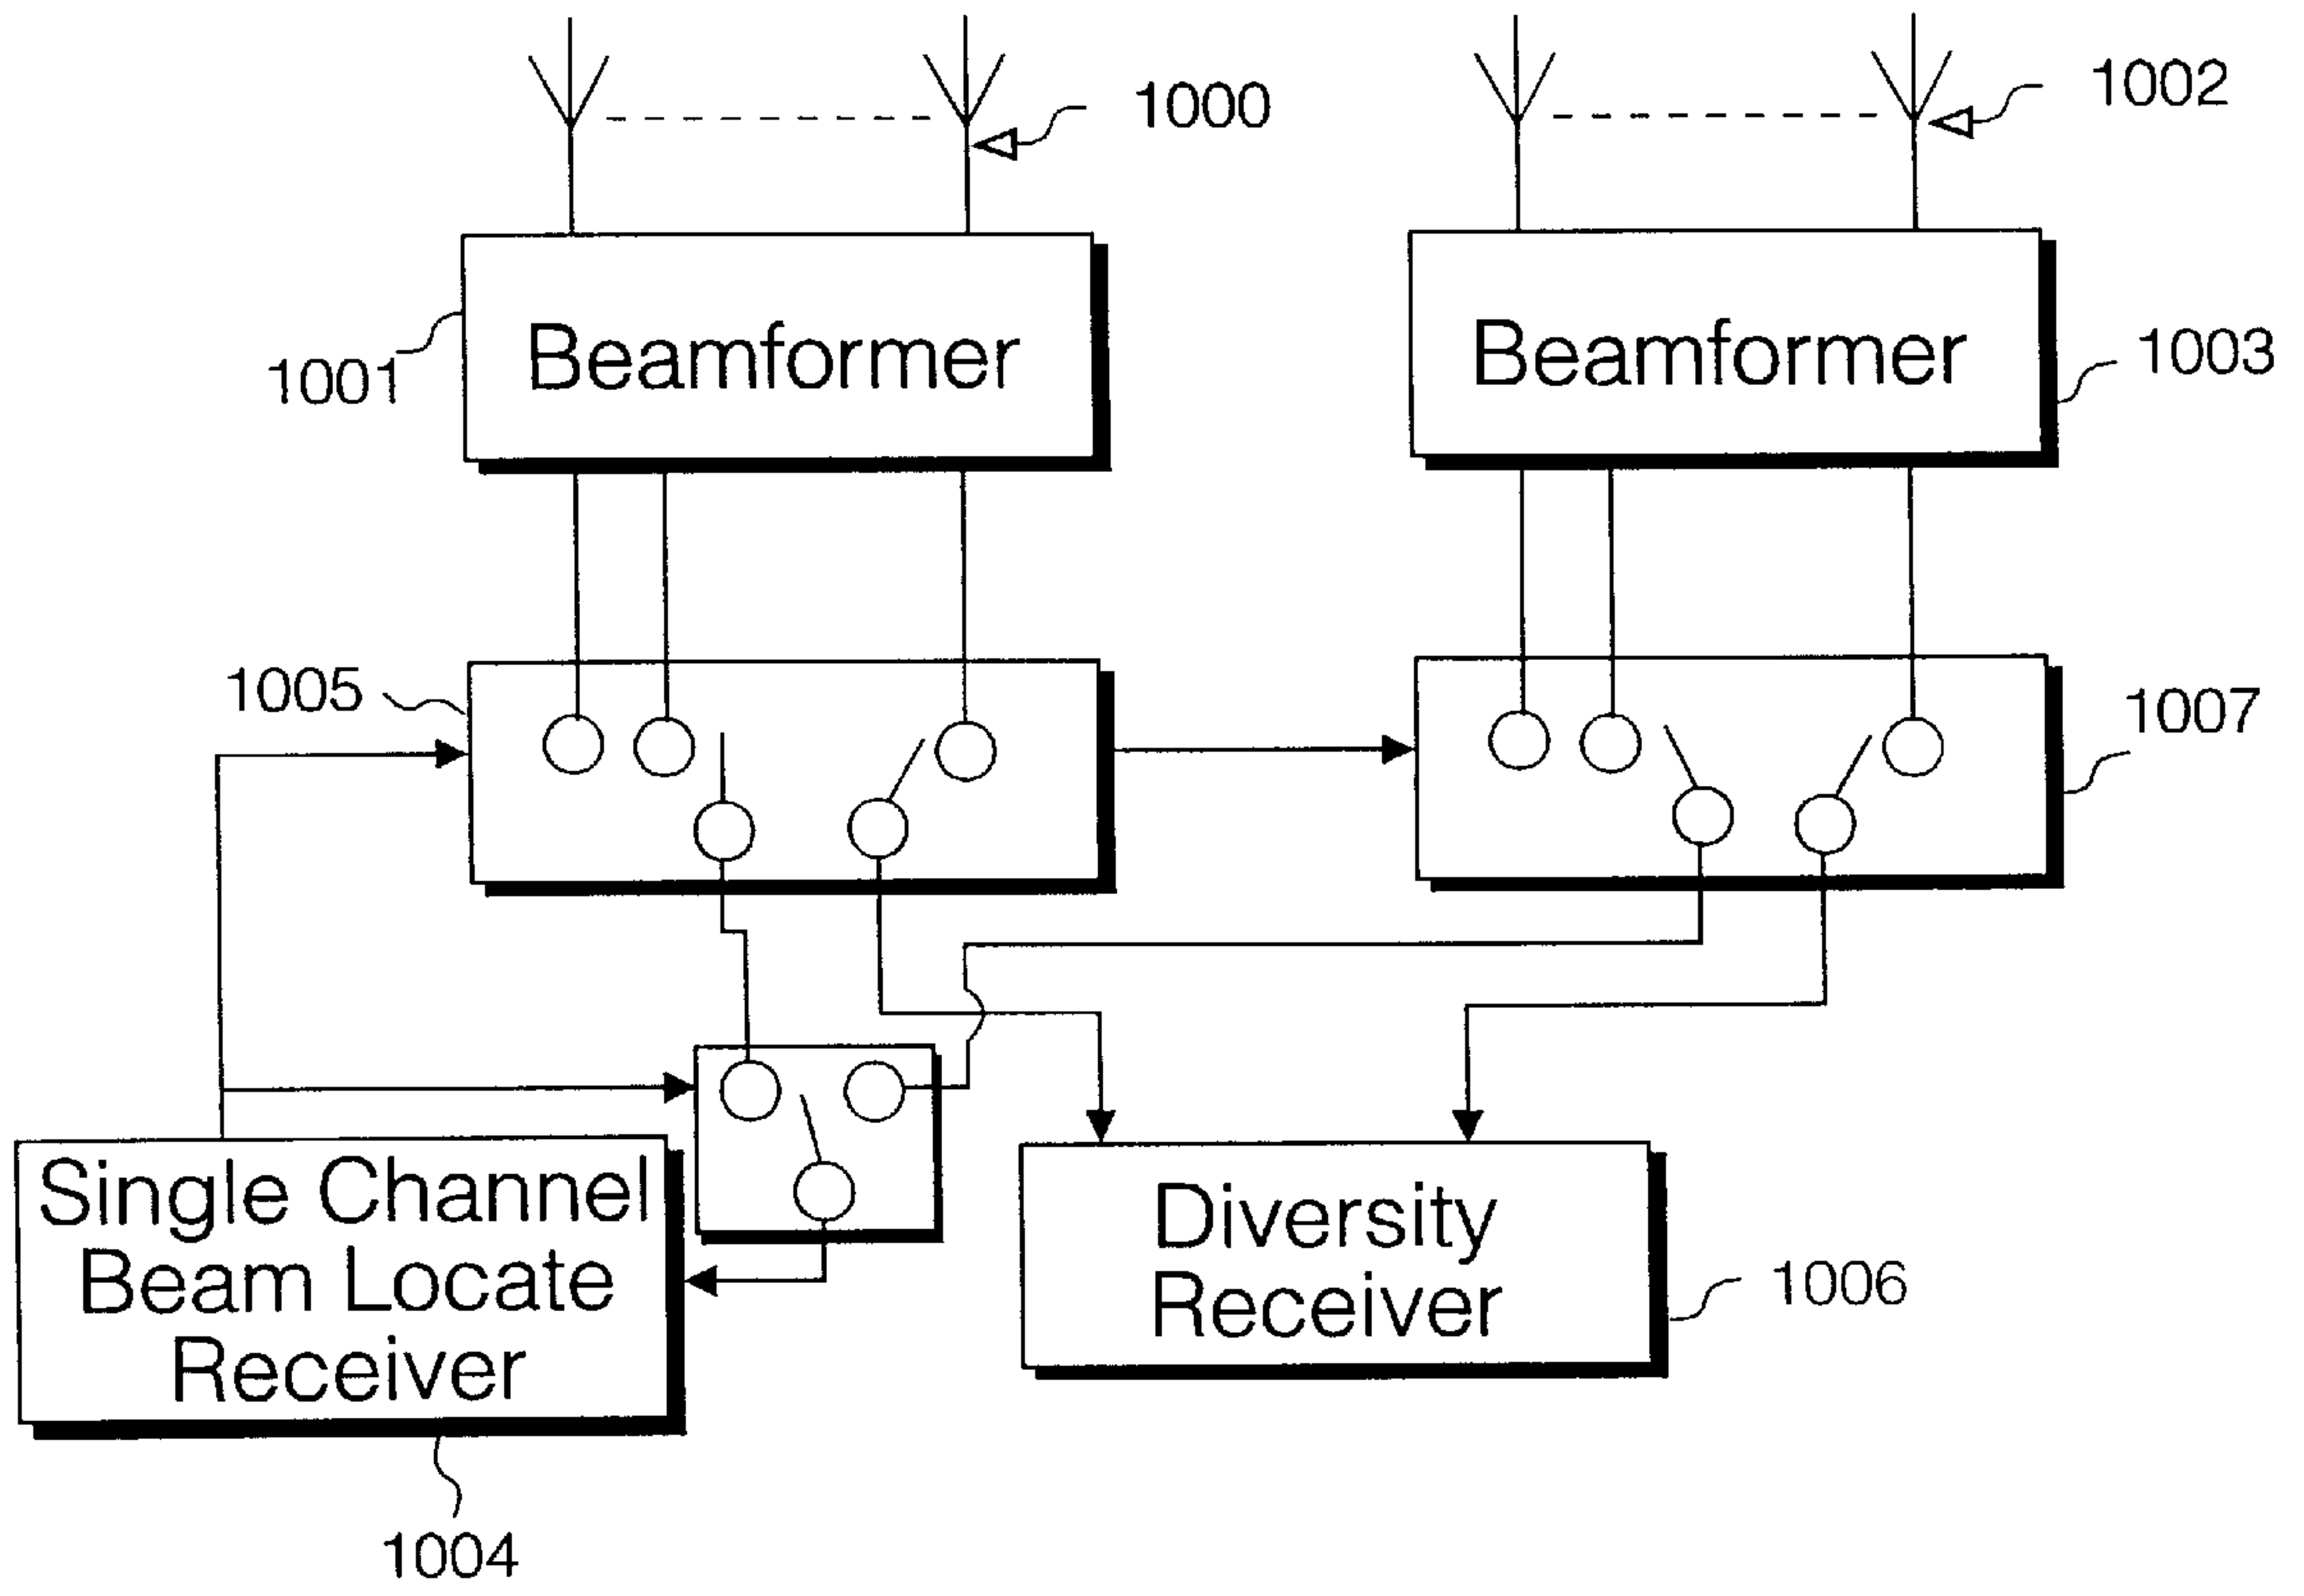 1000
1002
Beamformer
1001
Beamformer
1003
1005
1007
Single Channel
Beam Locate
Receiver
Diversity
Receiver
1006
1004